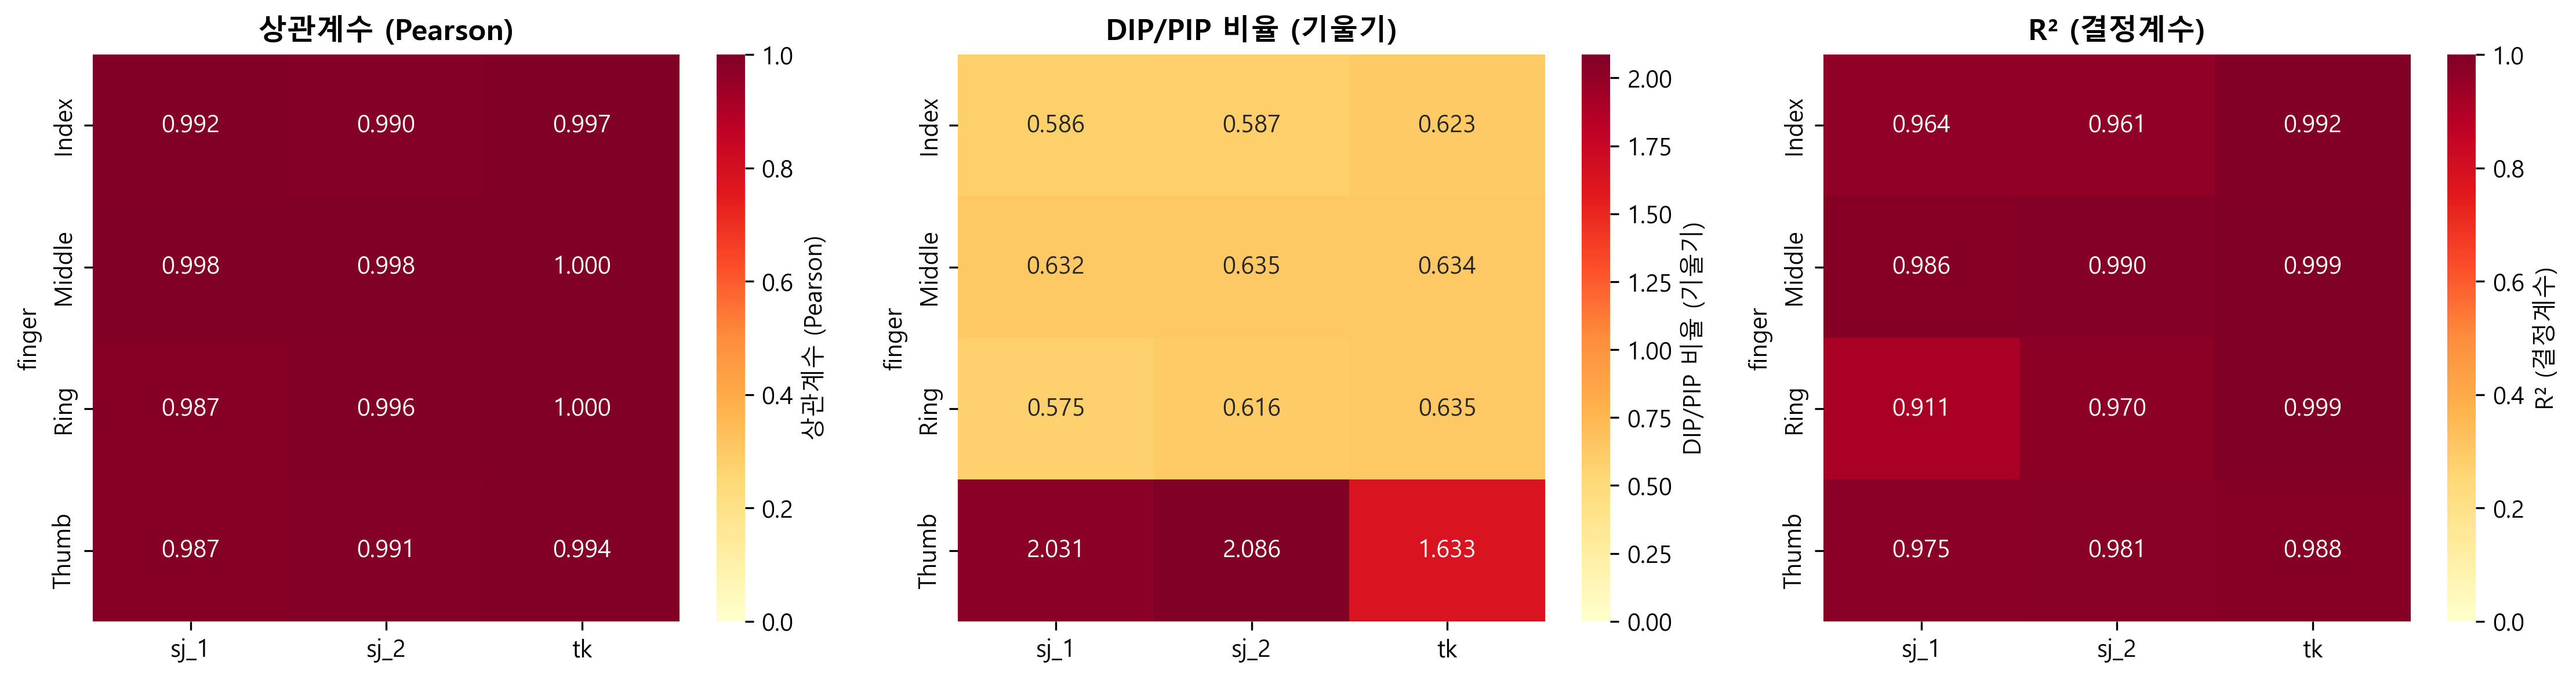 상관계수 (Pearson)
finger
Index
Middle
Ring
Thumb
0.992 0.990 0.997
0.998 0.998 1.000
0.987 0.996 1.000
0.987 0.991 0.994
sj_1 sj_2 tk
1.0
0.8
0.6
0.4
0.2
0.0
상관계수 (Pearson)
DIP/PIP 비율 (기울기)
finger
Index
Middle
Ring
Thumb
0.586 0.587 0.623
0.632 0.635 0.634
0.575 0.616 0.635
2.031 2.086 1.633
sj_1 sj_2 tk
2.00
1.75
1.50
1.25
1.00
0.75
0.50
0.25
0.00
DIP/PIP 비율 (기울기)
R² (결정계수)
finger
Index
Middle
Ring
Thumb
0.964 0.961 0.992
0.986 0.990 0.999
0.911 0.970 0.999
0.975 0.981 0.988
sj_1 sj_2 tk
1.0
0.8
0.6
0.4
0.2
0.0
R² (결정계수)